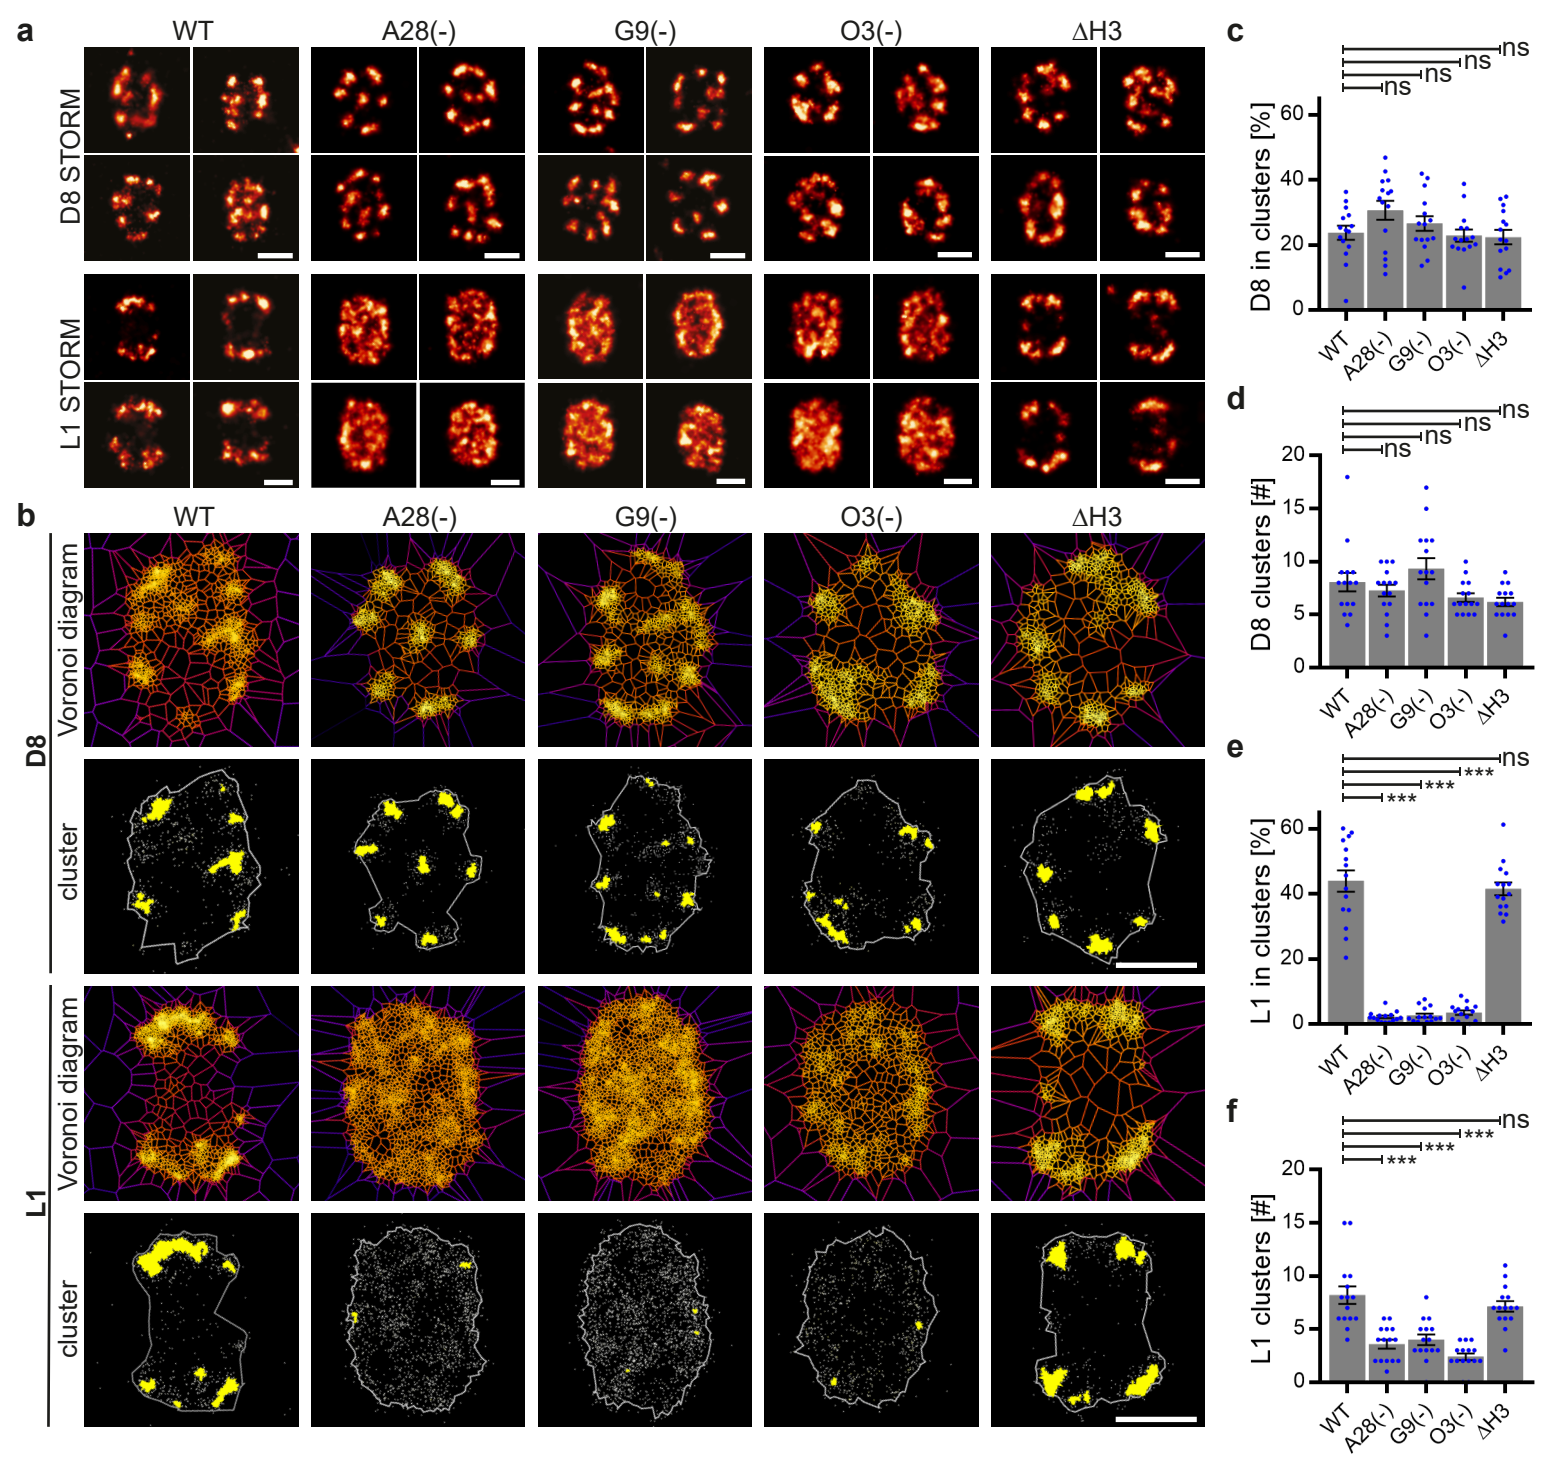 a
WT A28(-) G9(-) O3(-) ΔH3
D8 STORM
L1 STORM
b
WT A28(-) G9(-) O3(-) ΔH3
D8
Voronoi diagram
cluster
L1
Voronoi diagram
cluster
c
ns
ns
ns
ns
D8 in clusters [%]
60
40
20
0
WT A28(-) G9(-) O3(-) ΔH3
d
ns
ns
ns
ns
D8 clusters [#]
20
15
10
5
0
WT A28(-) G9(-) O3(-) ΔH3
e
ns
***
***
***
L1 in clusters [%]
60
40
20
0
WT A28(-) G9(-) O3(-) ΔH3
f
ns
***
***
***
L1 clusters [#]
20
15
10
5
0
WT A28(-) G9(-) O3(-) ΔH3